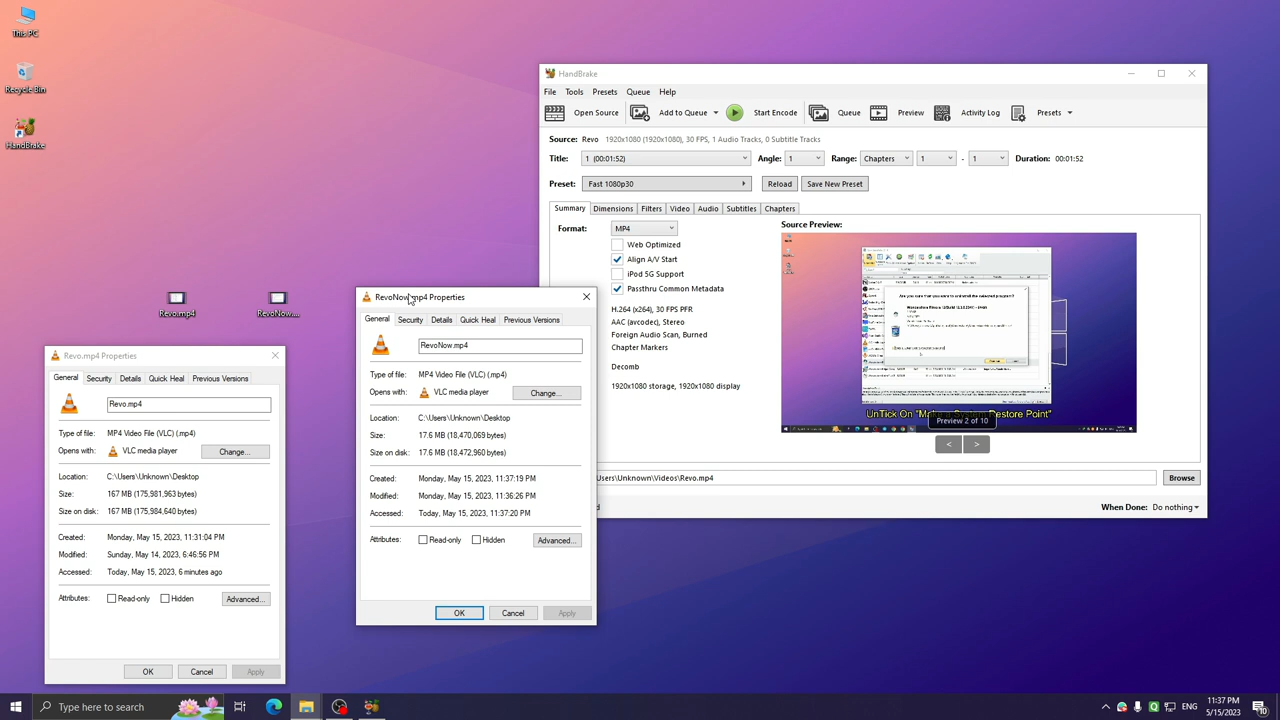 This PC
Recycle Bin
HandBrake
Revo.mp4
RevoNow....
HandBrake
File Tools Presets Queue Help
Open Source Add to Queue Start Encode Queue Preview Activity Log Presets
Source: Revo 1920x1080 (1920x1080), 30 FPS, 1 Audio Tracks, 0 Subtitle Tracks
Title: 1 (00:01:52) Angle: 1 Range: Chapters 1 - 1 Duration: 00:01:52
Preset: Fast 1080p30 Reload Save New Preset
Summary Dimensions Filters Video Audio Subtitles Chapters
Format: MP4
Web Optimized
Align A/V Start
iPod 5G Support
Passthru Common Metadata
H.264 (x264), 30 FPS PFR
AAC (avcodec), Stereo
Foreign Audio Scan, Burned
Chapter Markers
Decomb
1920x1080 storage, 1920x1080 display
Source Preview:
Are you sure that you want to uninstall the selected program?
UnTick On "Make a System Restore Point"
Preview 2 of 10
< >
Users\Unknown\Videos\Revo.mp4 Browse
d When Done: Do nothing
Revo.mp4 Properties
General Security Details Quick Heal Previous Versions
Revo.mp4
Type of file: MP4 Video File (VLC) (.mp4)
Opens with: VLC media player Change...
Location: C:\Users\Unknown\Desktop
Size: 167 MB (175,981,963 bytes)
Size on disk: 167 MB (175,984,640 bytes)
Created: Monday, May 15, 2023, 11:31:04 PM
Modified: Sunday, May 14, 2023, 6:46:56 PM
Accessed: Today, May 15, 2023, 6 minutes ago
Attributes: Read-only Hidden Advanced...
OK Cancel Apply
RevoNow.mp4 Properties
General Security Details Quick Heal Previous Versions
RevoNow.mp4
Type of file: MP4 Video File (VLC) (.mp4)
Opens with: VLC media player Change...
Location: C:\Users\Unknown\Desktop
Size: 17.6 MB (18,470,069 bytes)
Size on disk: 17.6 MB (18,472,960 bytes)
Created: Monday, May 15, 2023, 11:37:19 PM
Modified: Monday, May 15, 2023, 11:36:26 PM
Accessed: Today, May 15, 2023, 11:37:20 PM
Attributes: Read-only Hidden Advanced...
OK Cancel Apply
Type here to search
ENG
11:37 PM
5/15/2023
10